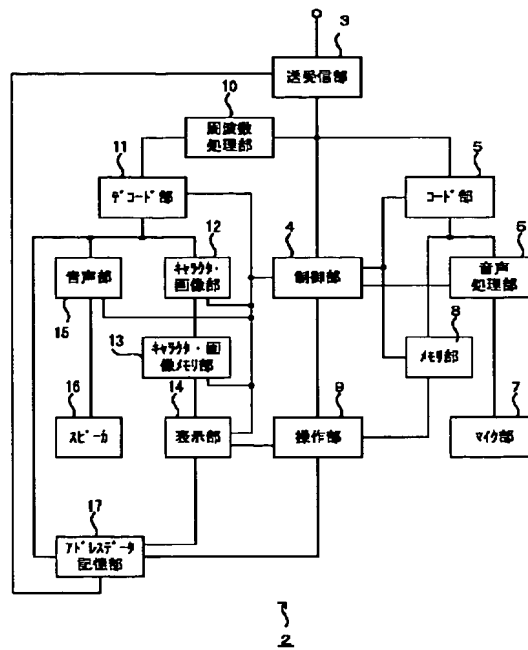 3
送受信部
10
周波数
処理部
11
デコード部
5
コード部
12
キャラクタ・
画像部
4
制御部
6
音声
処理部
音声部
15
13
キャラクタ・画
像メモリ部
8
メモリ部
16
スピーカ
14
表示部
9
操作部
7
マイク部
17
アドレスデータ
記憶部
2